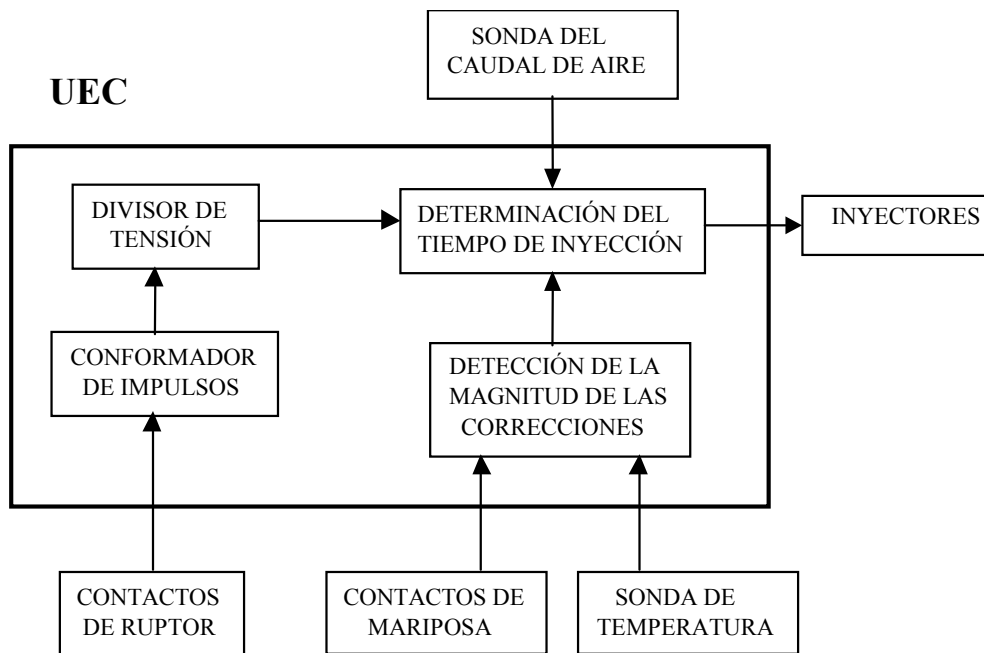 SONDA DEL
CAUDAL DE AIRE
UEC
DIVISOR DE
TENSIÓN
DETERMINACIÓN DEL
TIEMPO DE INYECCIÓN
INYECTORES
CONFORMADOR
DE IMPULSOS
DETECCIÓN DE LA
MAGNITUD DE LAS
CORRECCIONES
CONTACTOS
DE RUPTOR
CONTACTOS DE
MARIPOSA
SONDA DE
TEMPERATURA